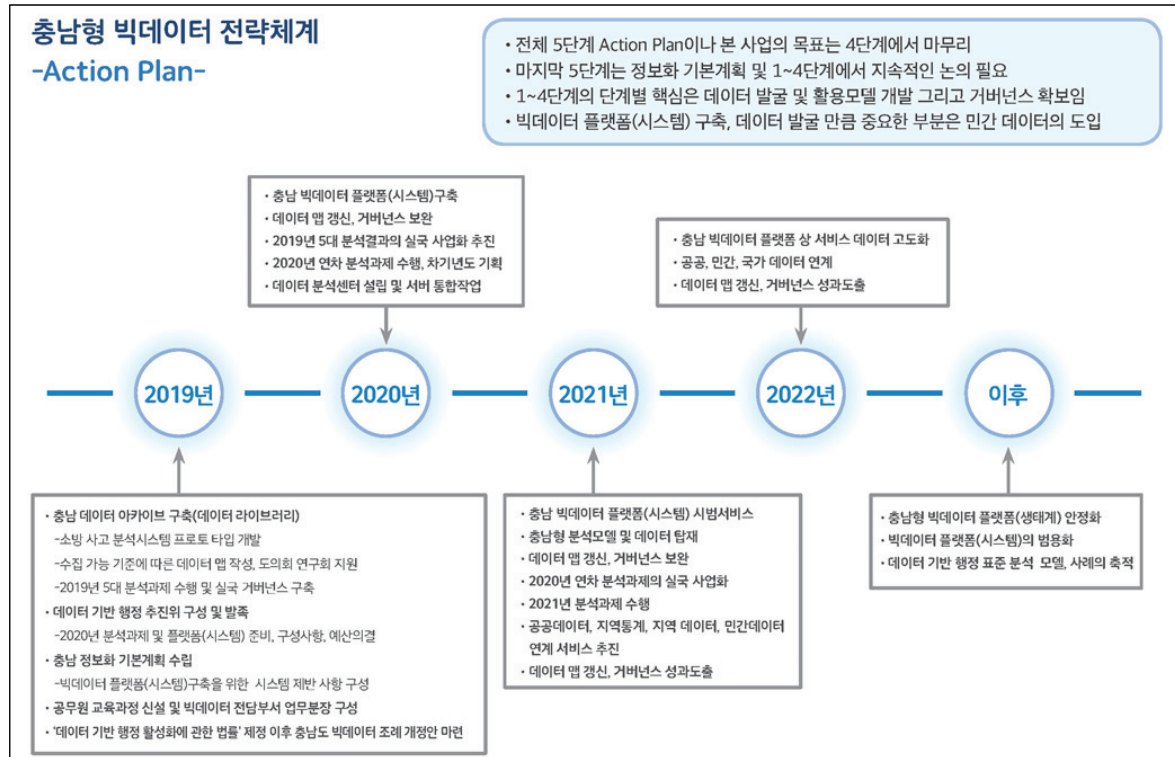 충남형 빅데이터 전략체계
-Action Plan-
· 전체 5단계 Action Plan이나 본 사업의 목표는 4단계에서 마무리
· 마지막 5단계는 정보화 기본계획 및 1~4단계에서 지속적인 논의 필요
· 1~4단계의 단계별 핵심은 데이터 발굴 및 활용모델 개발 그리고 거버넌스 확보임
· 빅데이터 플랫폼(시스템) 구축, 데이터 발굴 만큼 중요한 부분은 민간 데이터의 도입
· 충남 빅데이터 플랫폼(시스템)구축
· 데이터 맵 갱신, 거버넌스 보완
· 2019년 5대 분석결과의 실국 사업화 추진
· 2020년 연차 분석과제 수행, 차기년도 기획
· 데이터 분석센터 설립 및 서버 통합작업
· 충남 빅데이터 플랫폼 상 서비스 데이터 고도화
· 공공, 민간, 국가 데이터 연계
· 데이터 맵 갱신, 거버넌스 성과도출
2019년
2020년
2021년
2022년
이후
· 충남 데이터 아카이브 구축(데이터 라이브러리)
-소방 사고 분석시스템 프로토 타입 개발
-수집 가능 기준에 따른 데이터 맵 작성, 도의회 연구회 지원
-2019년 5대 분석과제 수행 및 실국 거버넌스 구축
· 데이터 기반 행정 추진위 구성 및 발족
-2020년 분석과제 및 플랫폼(시스템) 준비, 구성사항, 예산의결
· 충남 정보화 기본계획 수립
-빅데이터 플랫폼(시스템)구축을 위한 시스템 제반 사항 구성
· 공무원 교육과정 신설 및 빅데이터 전담부서 업무분장 구성
· '데이터 기반 행정 활성화에 관한 법률' 제정 이후 충남도 빅데이터 조례 개정안 마련
· 충남 빅데이터 플랫폼(시스템) 시범서비스
· 충남형 분석모델 및 데이터 탑재
· 데이터 맵 갱신, 거버넌스 보완
· 2020년 연차 분석과제의 실국 사업화
· 2021년 분석과제 수행
· 공공데이터, 지역통계, 지역 데이터, 민간데이터
연계 서비스 추진
· 데이터 맵 갱신, 거버넌스 성과도출
· 충남형 빅데이터 플랫폼(생태계) 안정화
· 빅데이터 플랫폼(시스템)의 범용화
· 데이터 기반 행정 표준 분석 모델, 사례의 축적